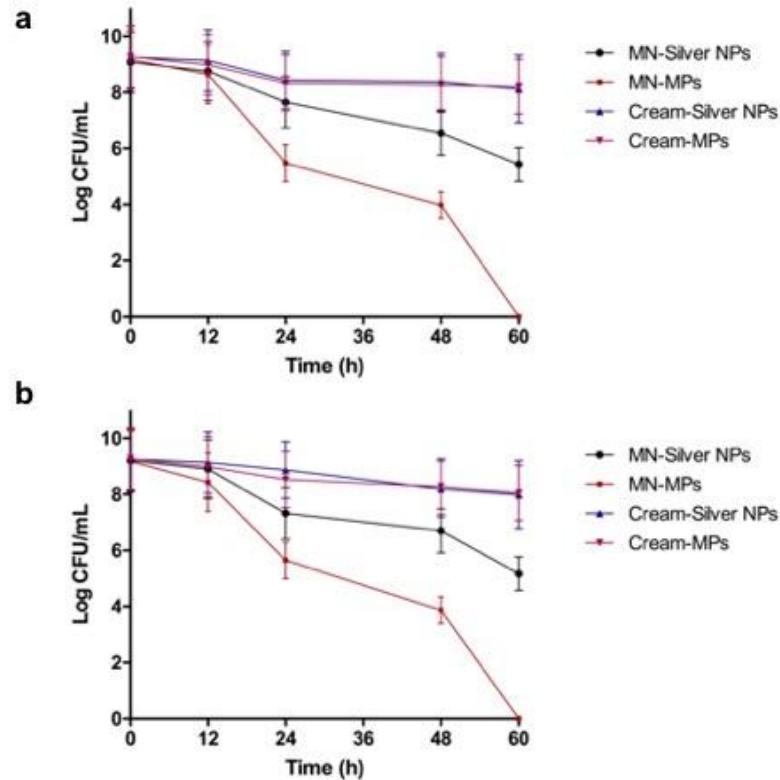 a
Log CFU/mL
10
8
6
4
2
0
0 12 24 36 48 60
Time (h)
MN-Silver NPs
MN-MPs
Cream-Silver NPs
Cream-MPs
b
Log CFU/mL
10
8
6
4
2
0
0 12 24 36 48 60
Time (h)
MN-Silver NPs
MN-MPs
Cream-Silver NPs
Cream-MPs